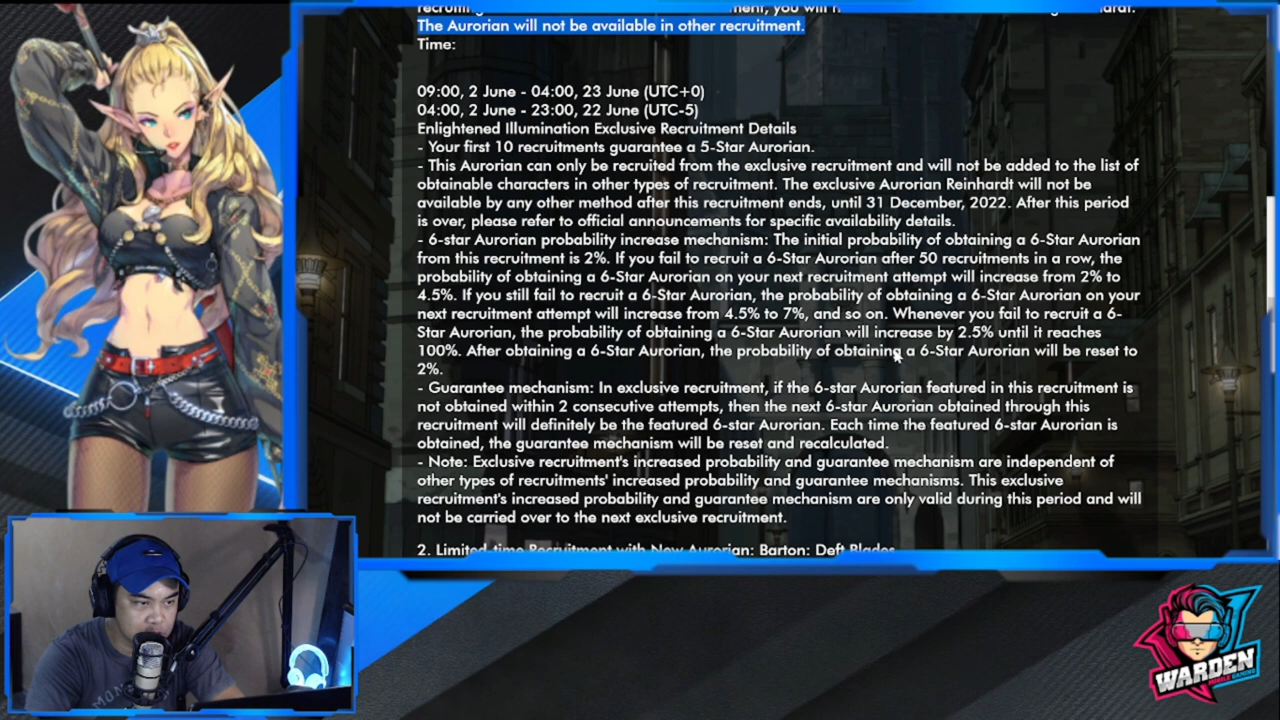 The Aurorian will not be available in other recruitment.
Time:
09:00, 2 June - 04:00, 23 June (UTC+0)
04:00, 2 June - 23:00, 22 June (UTC-5)
Enlightened Illumination Exclusive Recruitment Details
- Your first 10 recruitments guarantee a 5-Star Aurorian.
- This Aurorian can only be recruited from the exclusive recruitment and will not be added to the list of
obtainable characters in other types of recruitment. The exclusive Aurorian Reinhardt will not be
available by any other method after this recruitment ends, until 31 December, 2022. After this period
is over, please refer to official announcements for specific availability details.
- 6-star Aurorian probability increase mechanism: The initial probability of obtaining a 6-Star Aurorian
from this recruitment is 2%. If you fail to recruit a 6-Star Aurorian after 50 recruitments in a row, the
probability of obtaining a 6-Star Aurorian on your next recruitment attempt will increase from 2% to
4.5%. If you still fail to recruit a 6-Star Aurorian, the probability of obtaining a 6-Star Aurorian on your
next recruitment attempt will increase from 4.5% to 7%, and so on. Whenever you fail to recruit a 6-
Star Aurorian, the probability of obtaining a 6-Star Aurorian will increase by 2.5% until it reaches
100%. After obtaining a 6-Star Aurorian, the probability of obtaining a 6-Star Aurorian will be reset to
2%.
- Guarantee mechanism: In exclusive recruitment, if the 6-star Aurorian featured in this recruitment is
not obtained within 2 consecutive attempts, then the next 6-star Aurorian obtained through this
recruitment will definitely be the featured 6-star Aurorian. Each time the featured 6-star Aurorian is
obtained, the guarantee mechanism will be reset and recalculated.
- Note: Exclusive recruitment's increased probability and guarantee mechanism are independent of
other types of recruitments' increased probability and guarantee mechanisms. This exclusive
recruitment's increased probability and guarantee mechanism are only valid during this period and will
not be carried over to the next exclusive recruitment.
2. Limited-time Recruitment with New Aurorian: Barton: Deft Blades
WARDEN
MOBILE GAMING